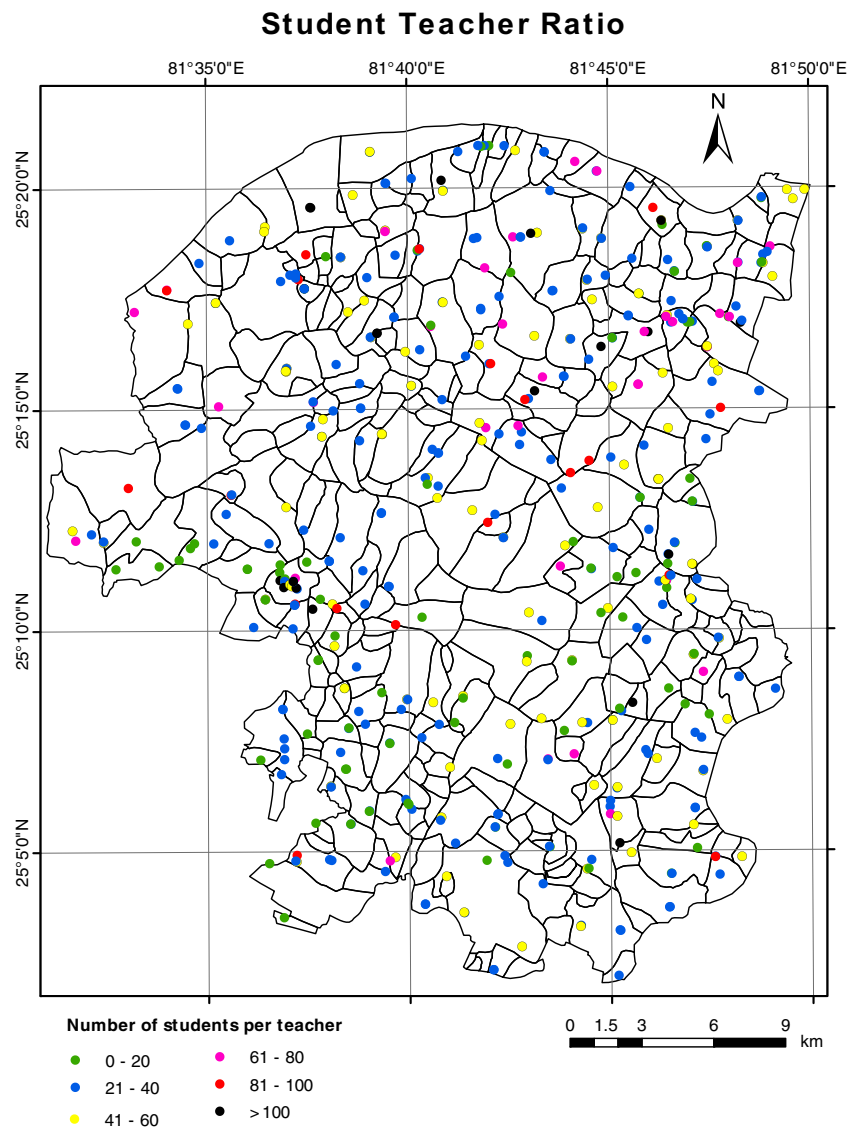 Student Teacher Ratio
81°35'0"E
81°40'0"E
81°45'0"E
81°50'0"E
N
25°20'0"N
25°15'0"N
25°10'0"N
25°5'0"N
Number of students per teacher
0 - 20
21 - 40
41 - 60
61 - 80
81 - 100
>100
0 1.5 3 6 9
km